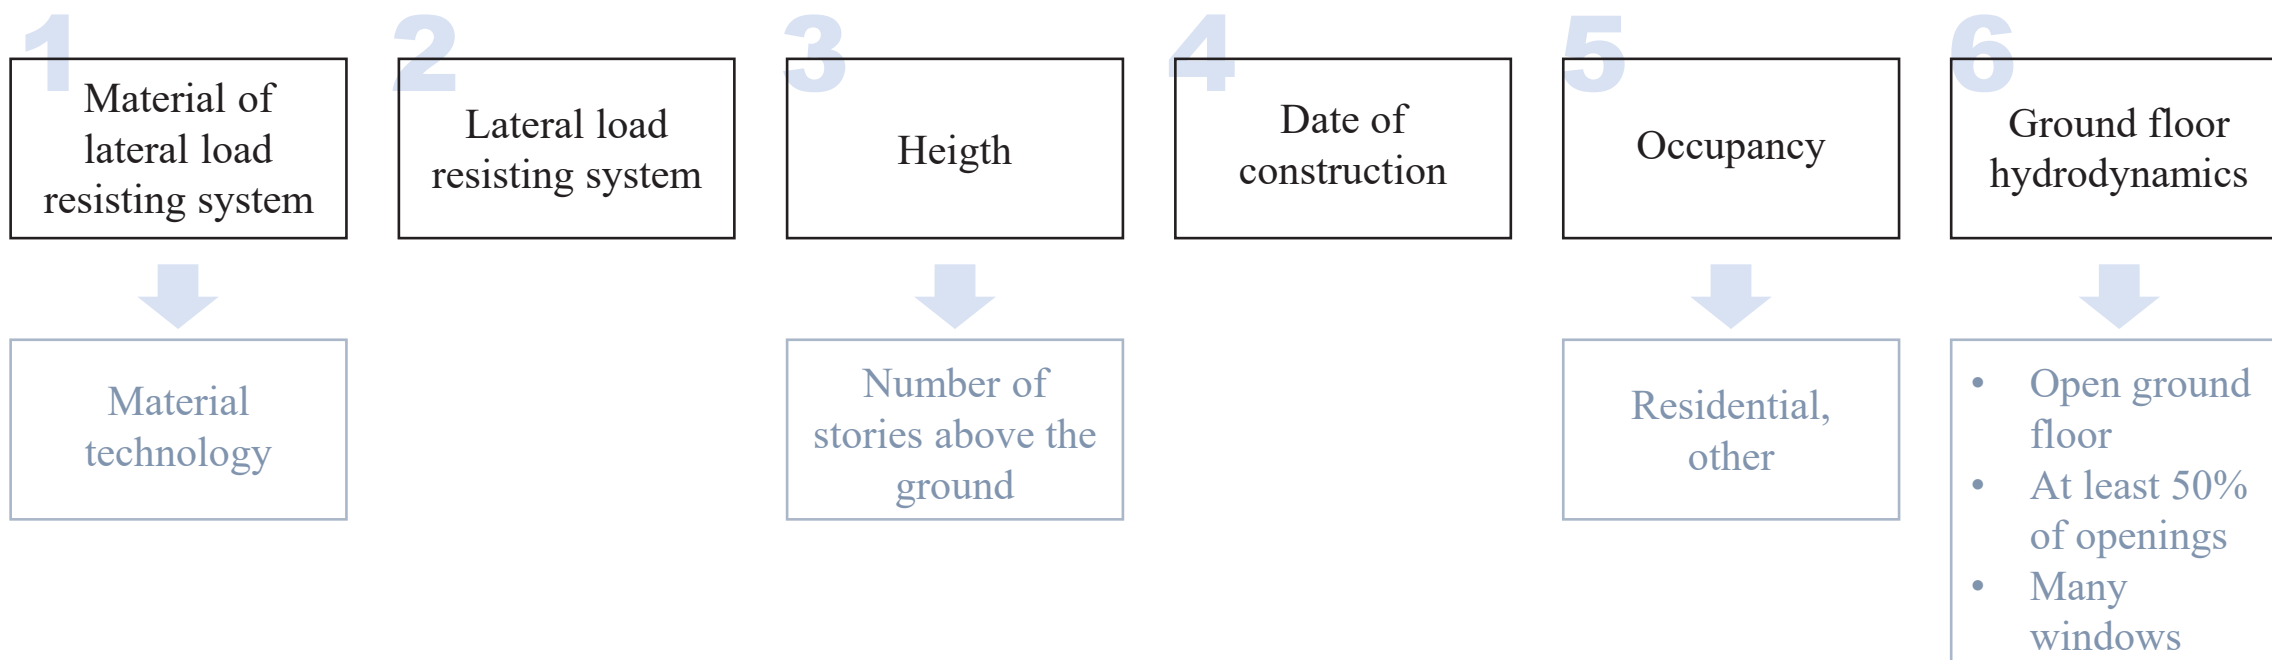 1
Material of
lateral load
resisting system
Material
technology
2
Lateral load
resisting system
3
Heigth
Number of
stories above the
ground
4
Date of
construction
5
Occupancy
Residential,
other
6
Ground floor
hydrodynamics
• Open ground
floor
• At least 50%
of openings
• Many
windows